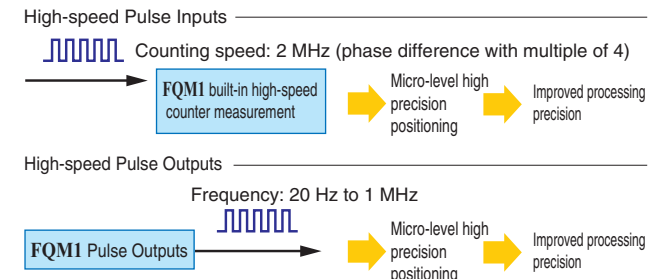 High-speed Pulse Inputs
Counting speed: 2 MHz (phase difference with multiple of 4)
FQM1 built-in high-speed
counter measurement
Micro-level high
precision
positioning
Improved processing
precision
High-speed Pulse Outputs
Frequency: 20 Hz to 1 MHz
FQM1 Pulse Outputs
Micro-level high
precision
positioning
Improved processing
precision